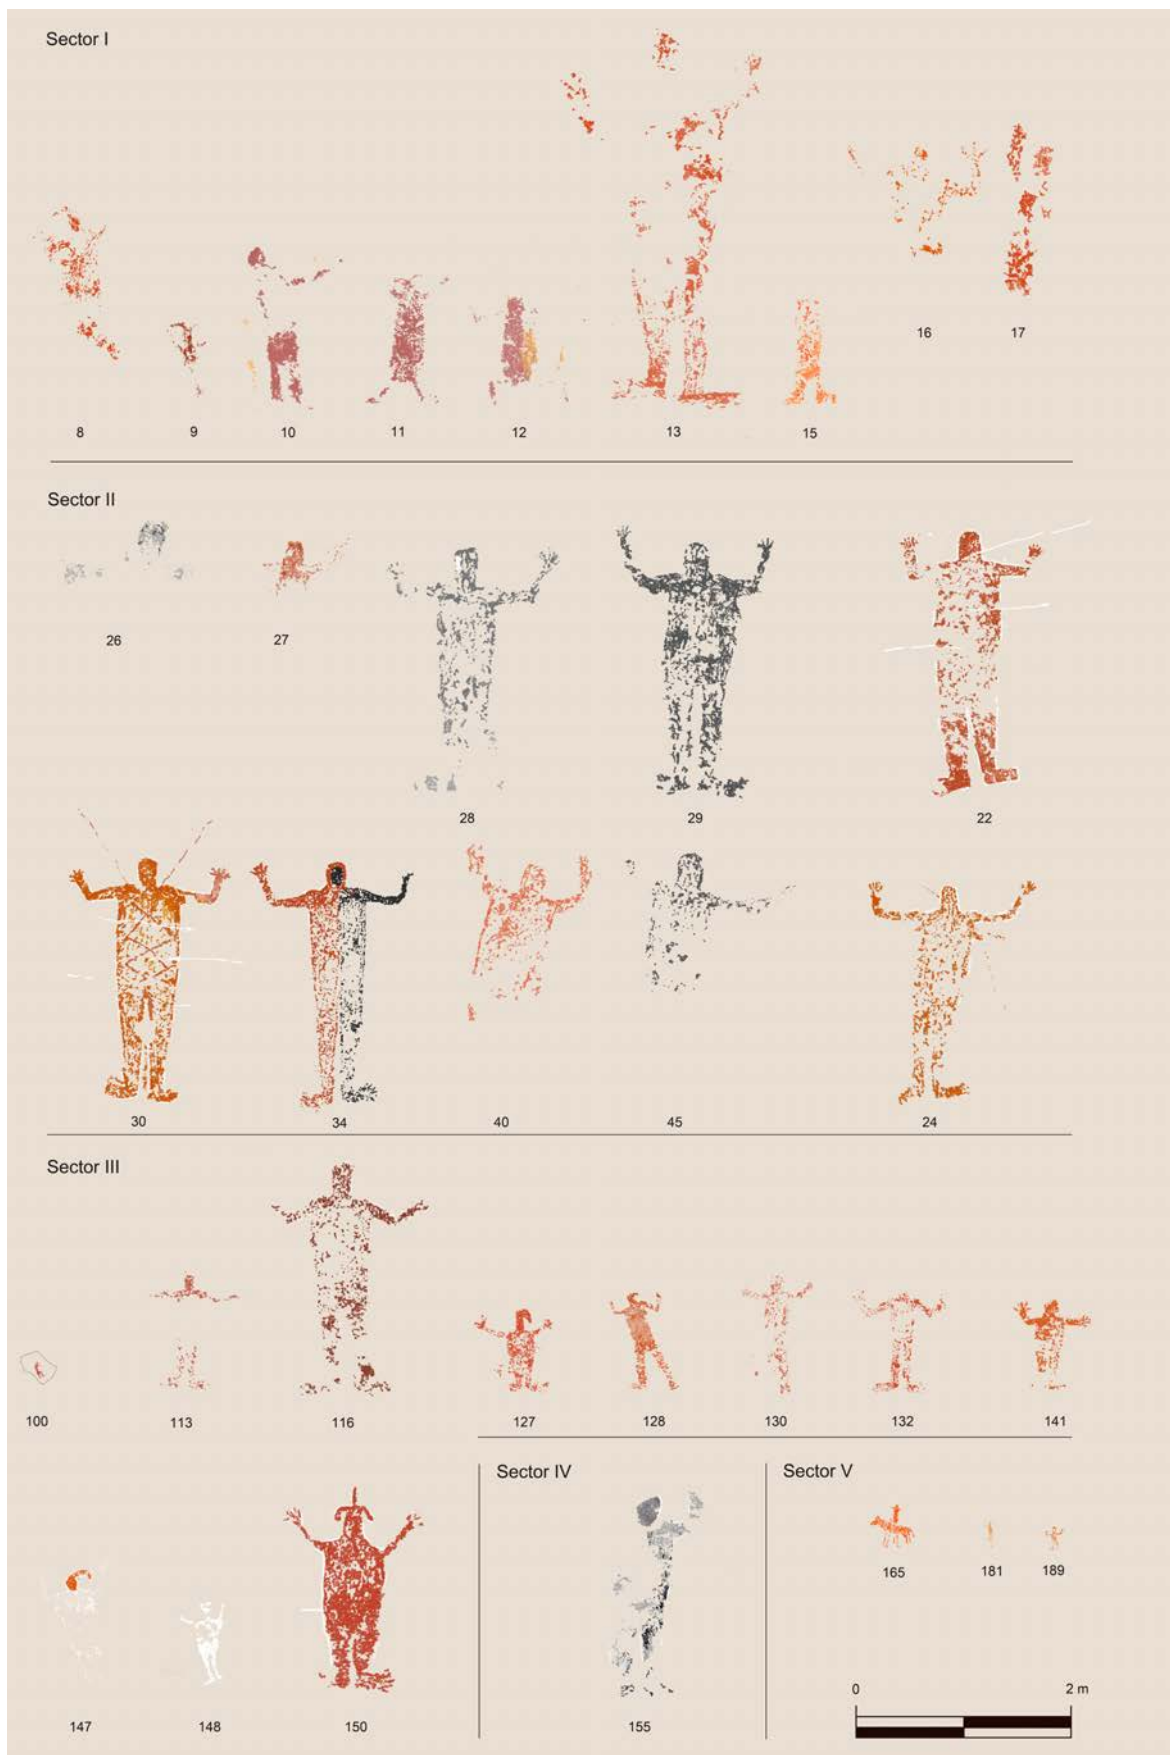 Sector I
16 17
8 9 10 11 12 13 15
Sector II
26 27
28 29 22
30 34 40 45 24
Sector III
100 113 116 127 128 130 132 141
Sector IV Sector V
165 181 189
0 2 m
147 148 150 155